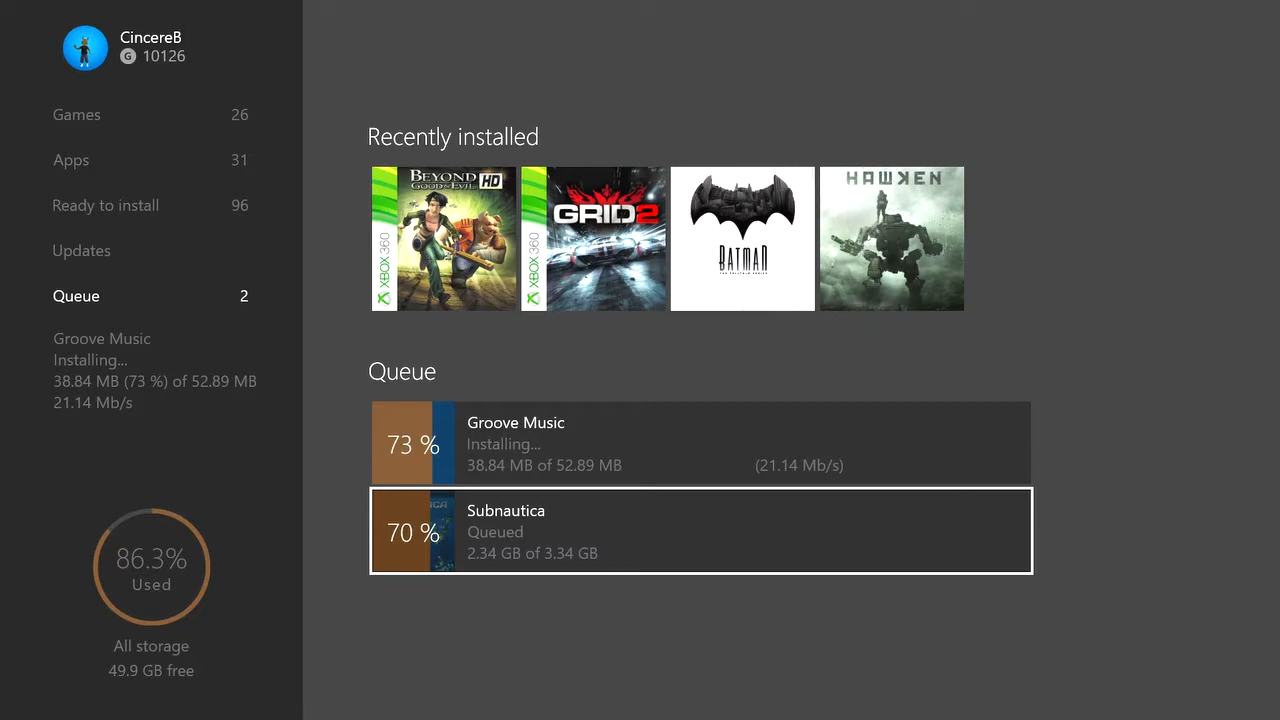 CincereB
G 10126
Games 26
Apps 31
Ready to install 96
Updates
Queue 2
Groove Music
Installing...
38.84 MB (73 %) of 52.89 MB
21.14 Mb/s
86.3%
Used
All storage
49.9 GB free
Recently installed
XBOX 360
BEYOND
GOOD & EVIL HD
XBOX 360
GRID 2
BATMAN
THE TELLTALE SERIES
HAWKEN
Queue
73 %
Groove Music
Installing...
38.84 MB of 52.89 MB (21.14 Mb/s)
70 %
Subnautica
Queued
2.34 GB of 3.34 GB